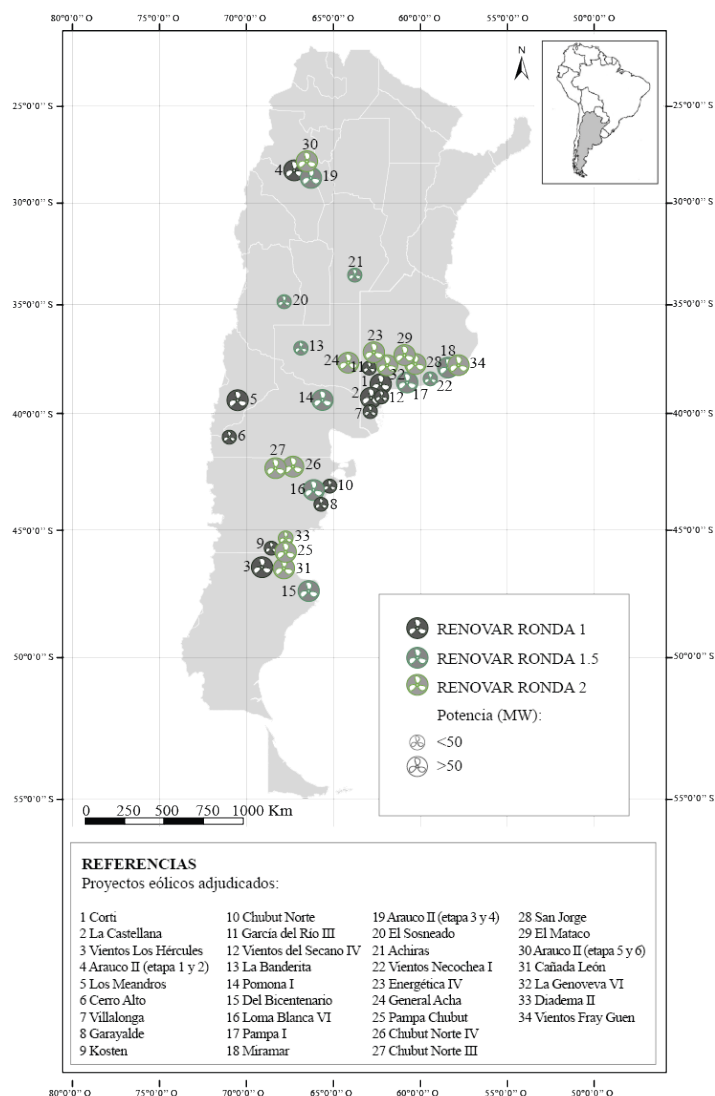 80°0'0'' O 75°0'0'' O 70°0'0'' O 65°0'0'' O 60°0'0'' O 55°0'0'' O 50°0'0'' O
N
25°0'0'' S 25°0'0'' S
30
4 19
30°0'0'' S 30°0'0'' S
21
20
35°0'0'' S 35°0'0'' S
13 23 29 18
24 11 28 34
1 32 22
5 14 2 12 17
40°0'0'' S 7 40°0'0'' S
6
27 26
16 10
8
45°0'0'' S 33 45°0'0'' S
9 25
3 31
15
RENOVAR RONDA 1
50°0'0'' S RENOVAR RONDA 1.5 50°0'0'' S
RENOVAR RONDA 2
Potencia (MW):
<50
>50
55°0'0'' S 55°0'0'' S
0 250 500 750 1000 Km
REFERENCIAS
Proyectos eólicos adjudicados:
1 Corti
2 La Castellana
3 Vientos Los Hércules
4 Arauco II (etapa 1 y 2)
5 Los Meandros
6 Cerro Alto
7 Villalonga
8 Garayalde
9 Kosten
10 Chubut Norte
11 García del Río III
12 Vientos del Secano IV
13 La Banderita
14 Pomona I
15 Del Bicentenario
16 Loma Blanca VI
17 Pampa I
18 Miramar
19 Arauco II (etapa 3 y 4)
20 El Sosneado
21 Achiras
22 Vientos Necochea I
23 Energética IV
24 General Acha
25 Pampa Chubut
26 Chubut Norte IV
27 Chubut Norte III
28 San Jorge
29 El Mataco
30 Arauco II (etapa 5 y 6)
31 Cañada León
32 La Genoveva VI
33 Diadema II
34 Vientos Fray Guen
80°0'0'' O 75°0'0'' O 70°0'0'' O 65°0'0'' O 60°0'0'' O 55°0'0'' O 50°0'0'' O